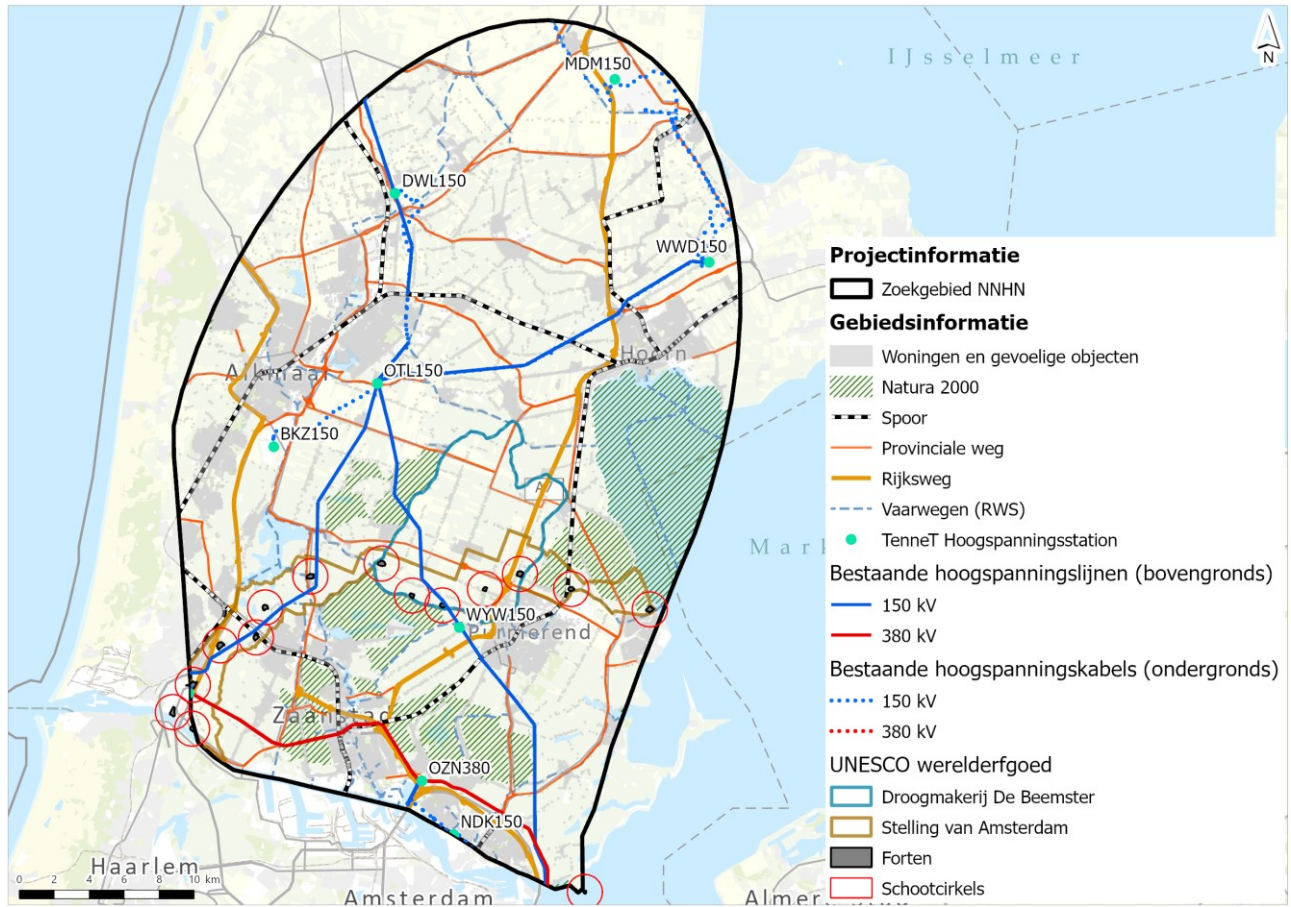 IJsselmeer
N
MDM150
DWL150
WWD150
Hoorn
Alkmaar
OTL150
BKZ150
A7
Mark
WYW150
Purmerend
Zaanstad
OZN380
NDK150
Haarlem
Amsterdam
Almer
0 2 4 6 8 10 km
Projectinformatie
Zoekgebied NNHN
Gebiedsinformatie
Woningen en gevoelige objecten
Natura 2000
Spoor
Provinciale weg
Rijksweg
Vaarwegen (RWS)
TenneT Hoogspanningsstation
Bestaande hoogspanningslijnen (bovengronds)
150 kV
380 kV
Bestaande hoogspanningskabels (ondergronds)
150 kV
380 kV
UNESCO werelderfgoed
Droogmakerij De Beemster
Stelling van Amsterdam
Forten
Schootcirkels